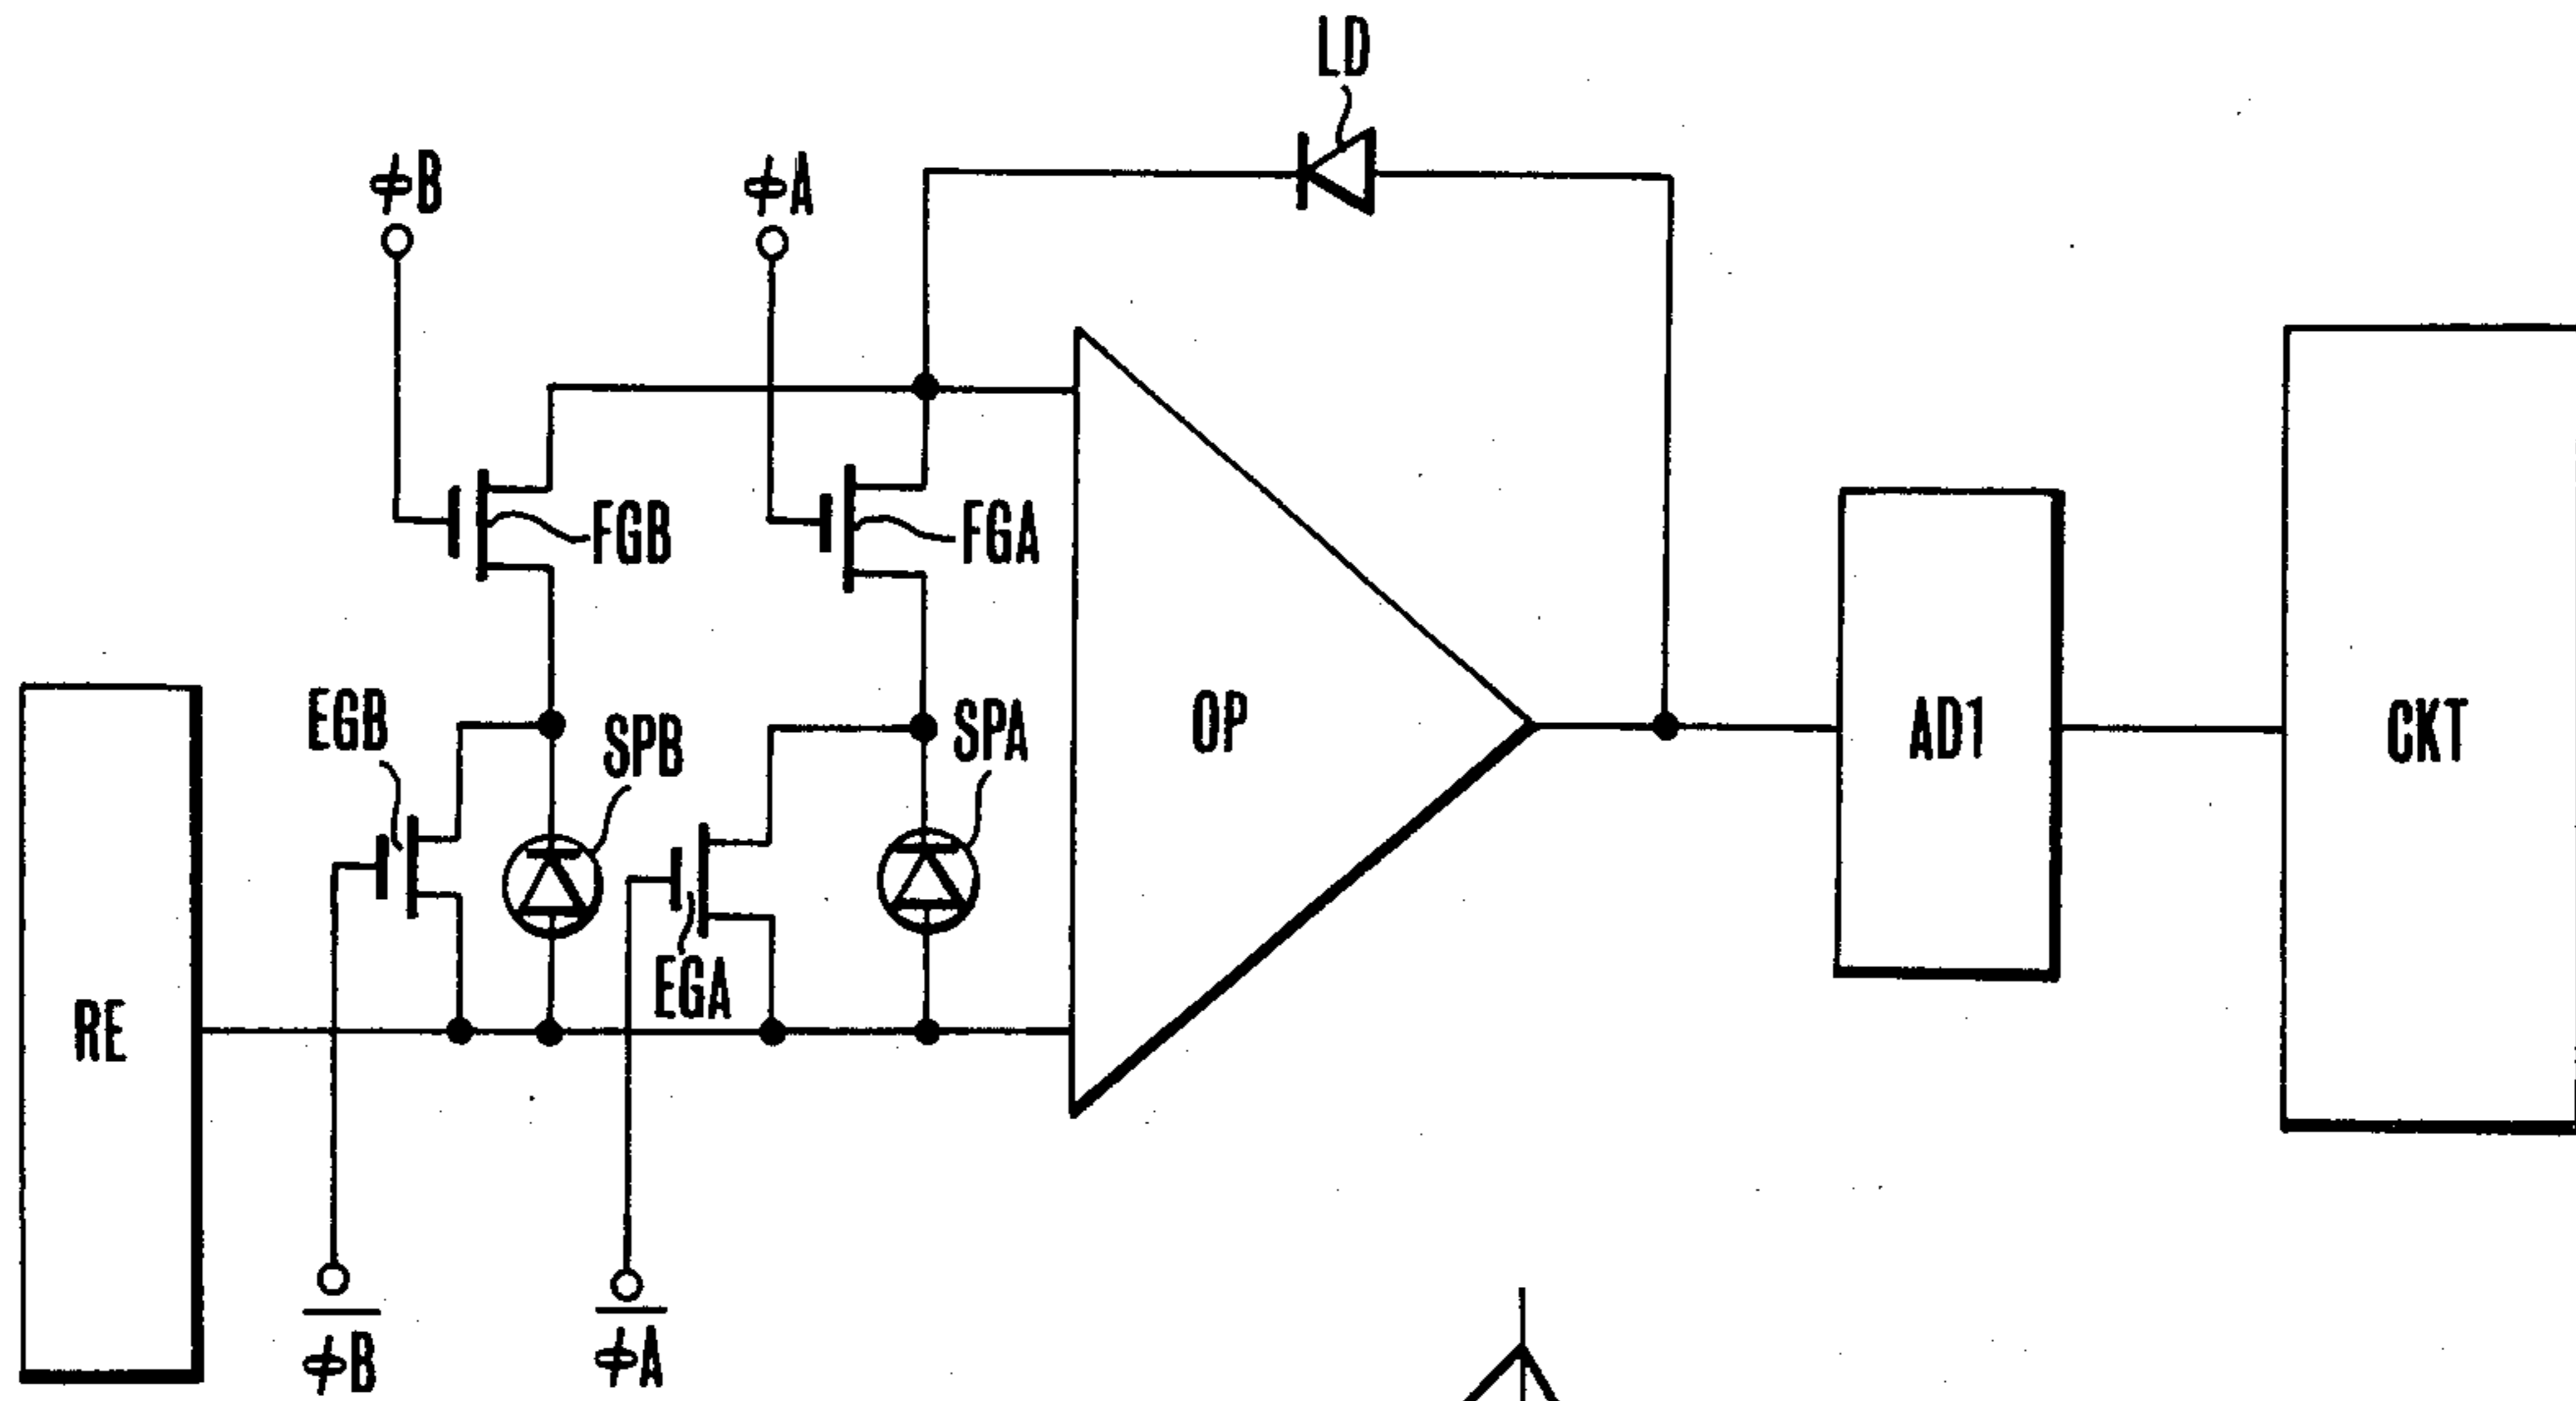 LD
ϕB
ϕA
FGB
FGA
EGB
SPB
SPA
OP
AD1
CKT
EGA
RE
ϕB̅
ϕA̅